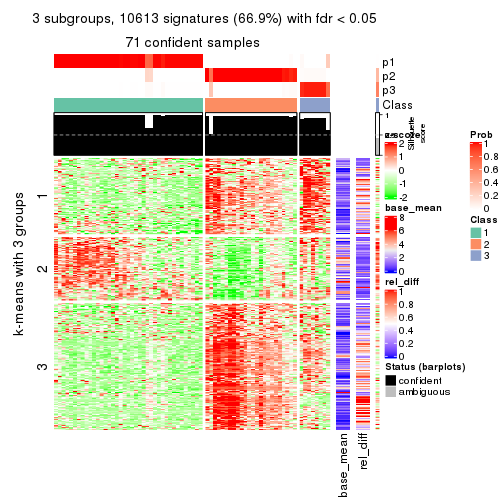 3 subgroups, 10613 signatures (66.9%) with fdr < 0.05
71 confident samples
p1
p2
p3
Class
1
Silhouette
score
k-means with 3 groups
1
2
3
base_mean
rel_diff
z-score
2
1
0
-1
-2
base_mean
8
6
4
2
0
rel_diff
1
0.8
0.6
0.4
0.2
0
Status (barplots)
confident
ambiguous
Prob
1
0.8
0.6
0.4
0.2
0
Class
1
2
3